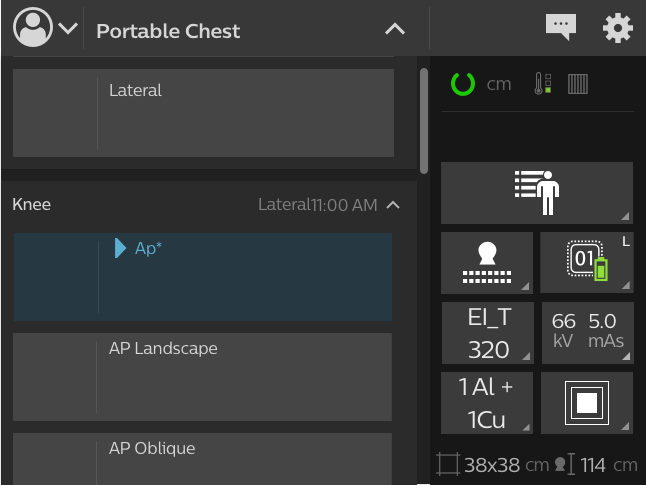 Portable Chest
Lateral
Knee
Lateral11:00 AM
Ap*
AP Landscape
AP Oblique
cm
01
L
EI_T
320
66 5.0
kV mAs
1 Al +
1Cu
38x38 cm 114 cm